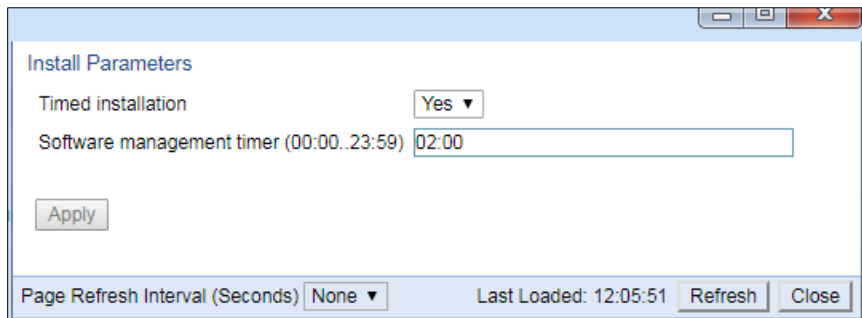 Install Parameters
Timed installation Yes
Software management timer (00:00..23:59) 02:00
Apply
Page Refresh Interval (Seconds) None Last Loaded: 12:05:51 Refresh Close